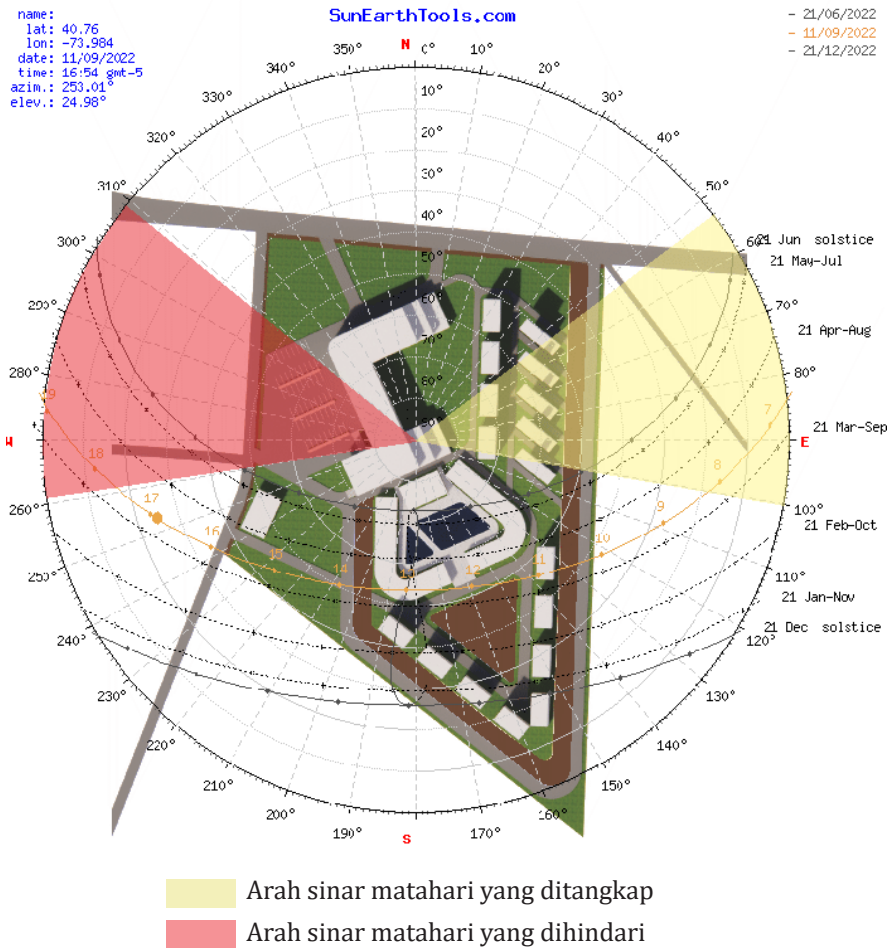 name:
lat: 40.76
lon: -73.984
date: 11/09/2022
time: 16:54 gmt-5
azim.: 253.01°
elev.: 24.98°
SunEarthTools.com
- 21/06/2022
- 11/09/2022
- 21/12/2022
N
0°
10°
20°
30°
40°
50°
60°
70°
80°
E
100°
110°
120°
130°
140°
150°
160°
170°
S
190°
200°
210°
220°
230°
240°
250°
260°
W
280°
290°
300°
310°
320°
330°
340°
350°
10°
20°
30°
40°
50°
60°
70°
80°
90
21 Jun solstice
21 May-Jul
21 Apr-Aug
21 Mar-Sep
21 Feb-Oct
21 Jan-Nov
21 Dec solstice
7
8
9
10
11
12
13
14
15
16
17
18
19
Arah sinar matahari yang ditangkap
Arah sinar matahari yang dihindari